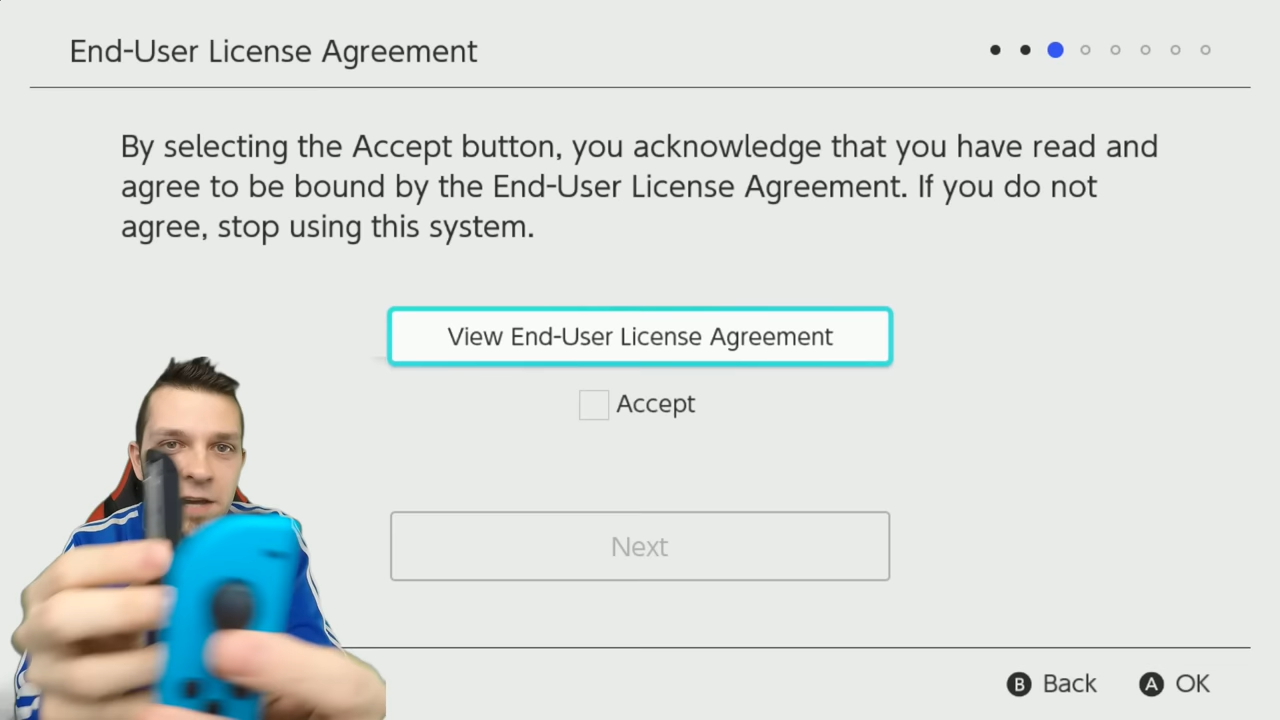 End-User License Agreement
By selecting the Accept button, you acknowledge that you have read and
agree to be bound by the End-User License Agreement. If you do not
agree, stop using this system.
View End-User License Agreement
Accept
Next
B Back A OK